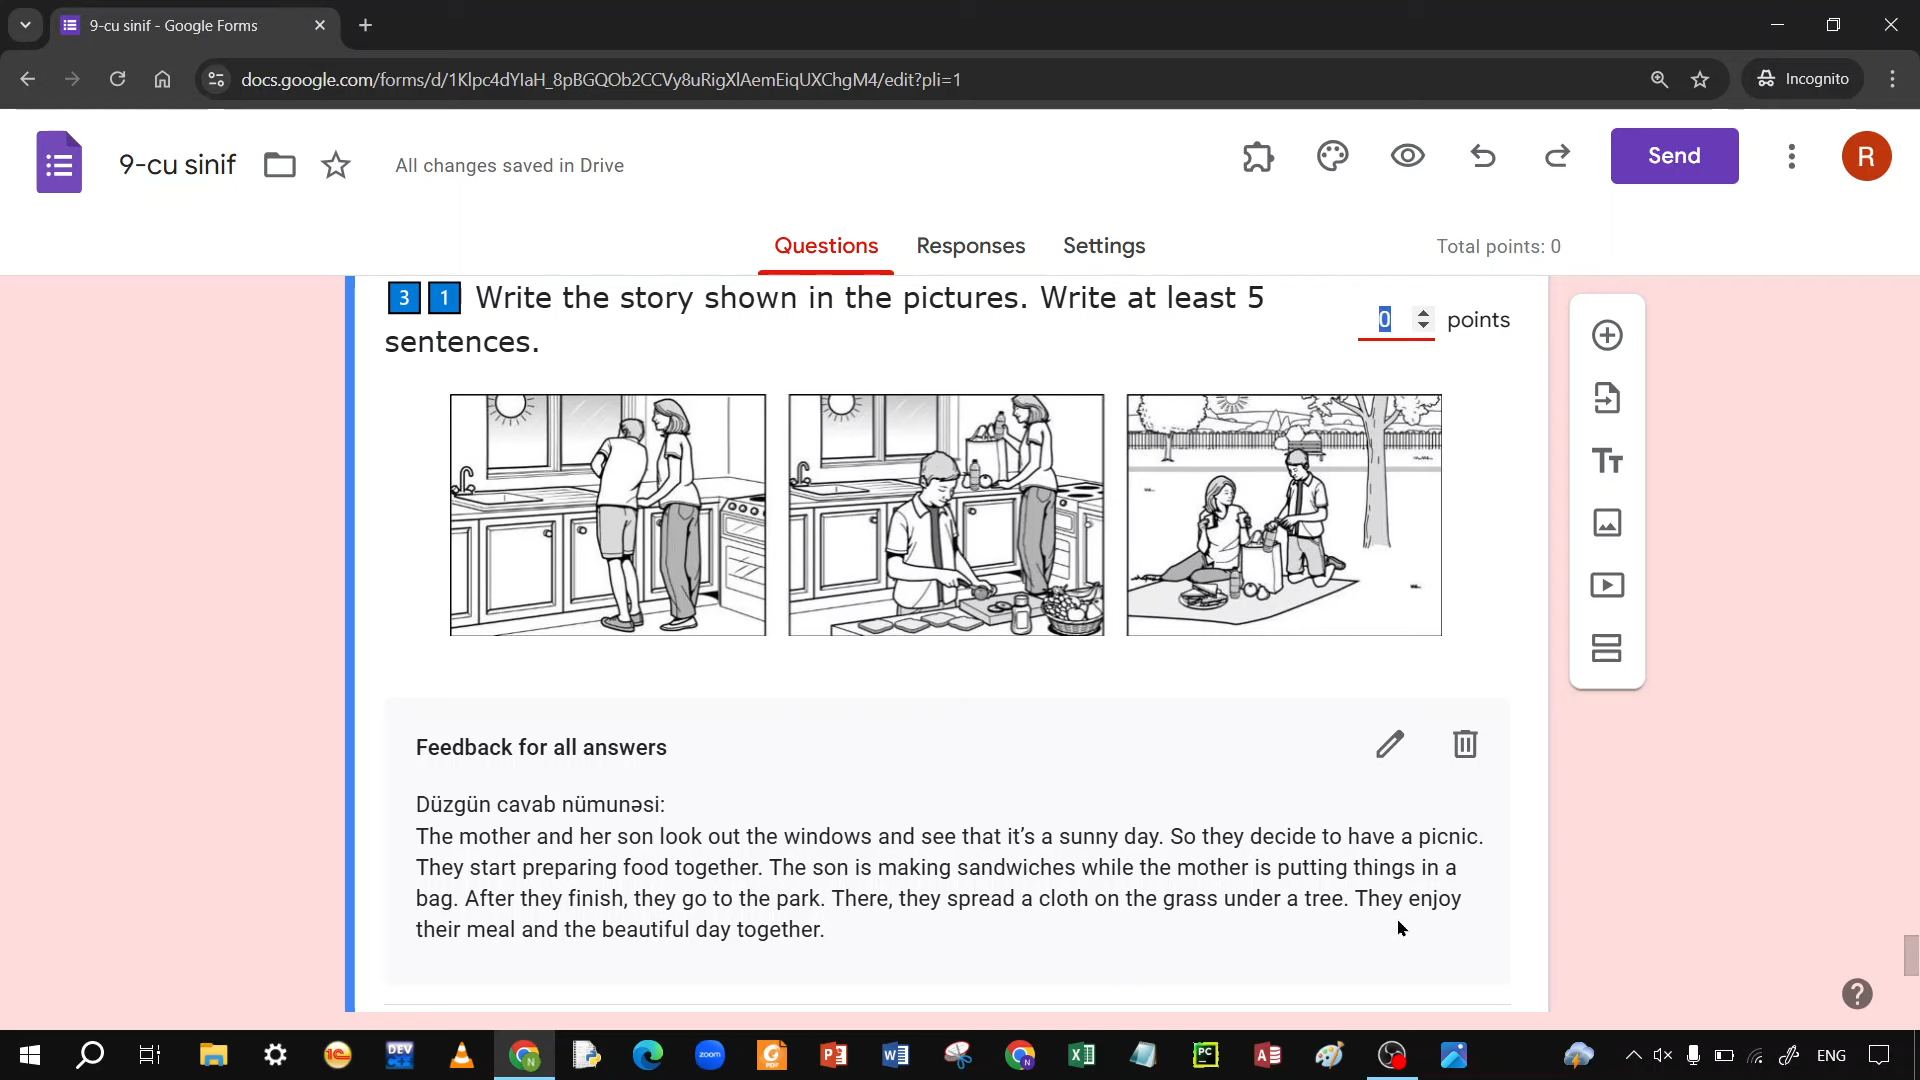 9-cu sinif - Google Forms
docs.google.com/forms/d/1Klpc4dYIaH_8pBGQOb2CCVy8uRigXlAemEiqUXChgM4/edit?pli=1
Incognito
9-cu sinif
All changes saved in Drive
Send
R
Questions
Responses
Settings
Total points: 0
3 1 Write the story shown in the pictures. Write at least 5
sentences.
0 points
Feedback for all answers
Düzgün cavab nümunəsi:
The mother and her son look out the windows and see that it’s a sunny day. So they decide to have a picnic.
They start preparing food together. The son is making sandwiches while the mother is putting things in a
bag. After they finish, they go to the park. There, they spread a cloth on the grass under a tree. They enjoy
their meal and the beautiful day together.
DEV
zoom
PC
ENG